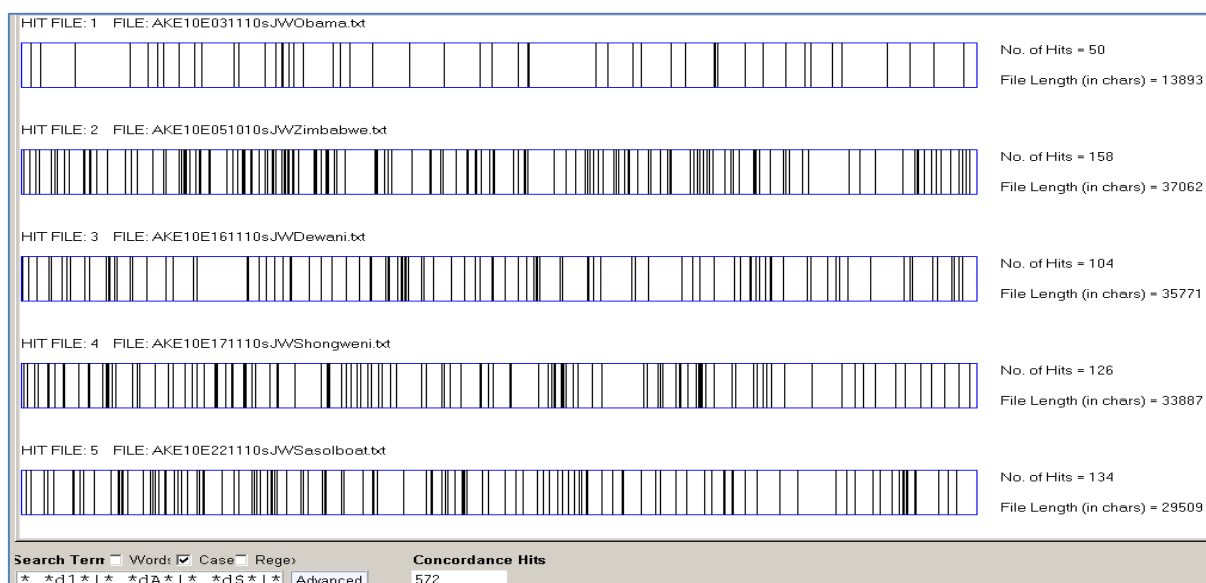 HIT FILE: 1 FILE: AKE10E031110sJWObama.txt
No. of Hits = 50
File Length (in chars) = 13893
HIT FILE: 2 FILE: AKE10E051010sJWZimbabwe.txt
No. of Hits = 158
File Length (in chars) = 37062
HIT FILE: 3 FILE: AKE10E161110sJWDewani.txt
No. of Hits = 104
File Length (in chars) = 35771
HIT FILE: 4 FILE: AKE10E171110sJWShongweni.txt
No. of Hits = 126
File Length (in chars) = 33887
HIT FILE: 5 FILE: AKE10E221110sJWSasolboat.txt
No. of Hits = 134
File Length (in chars) = 29509
Search Term Words Case Regex Concordance Hits
* *d1*|* *dA*|* *dS*|* Advanced 572